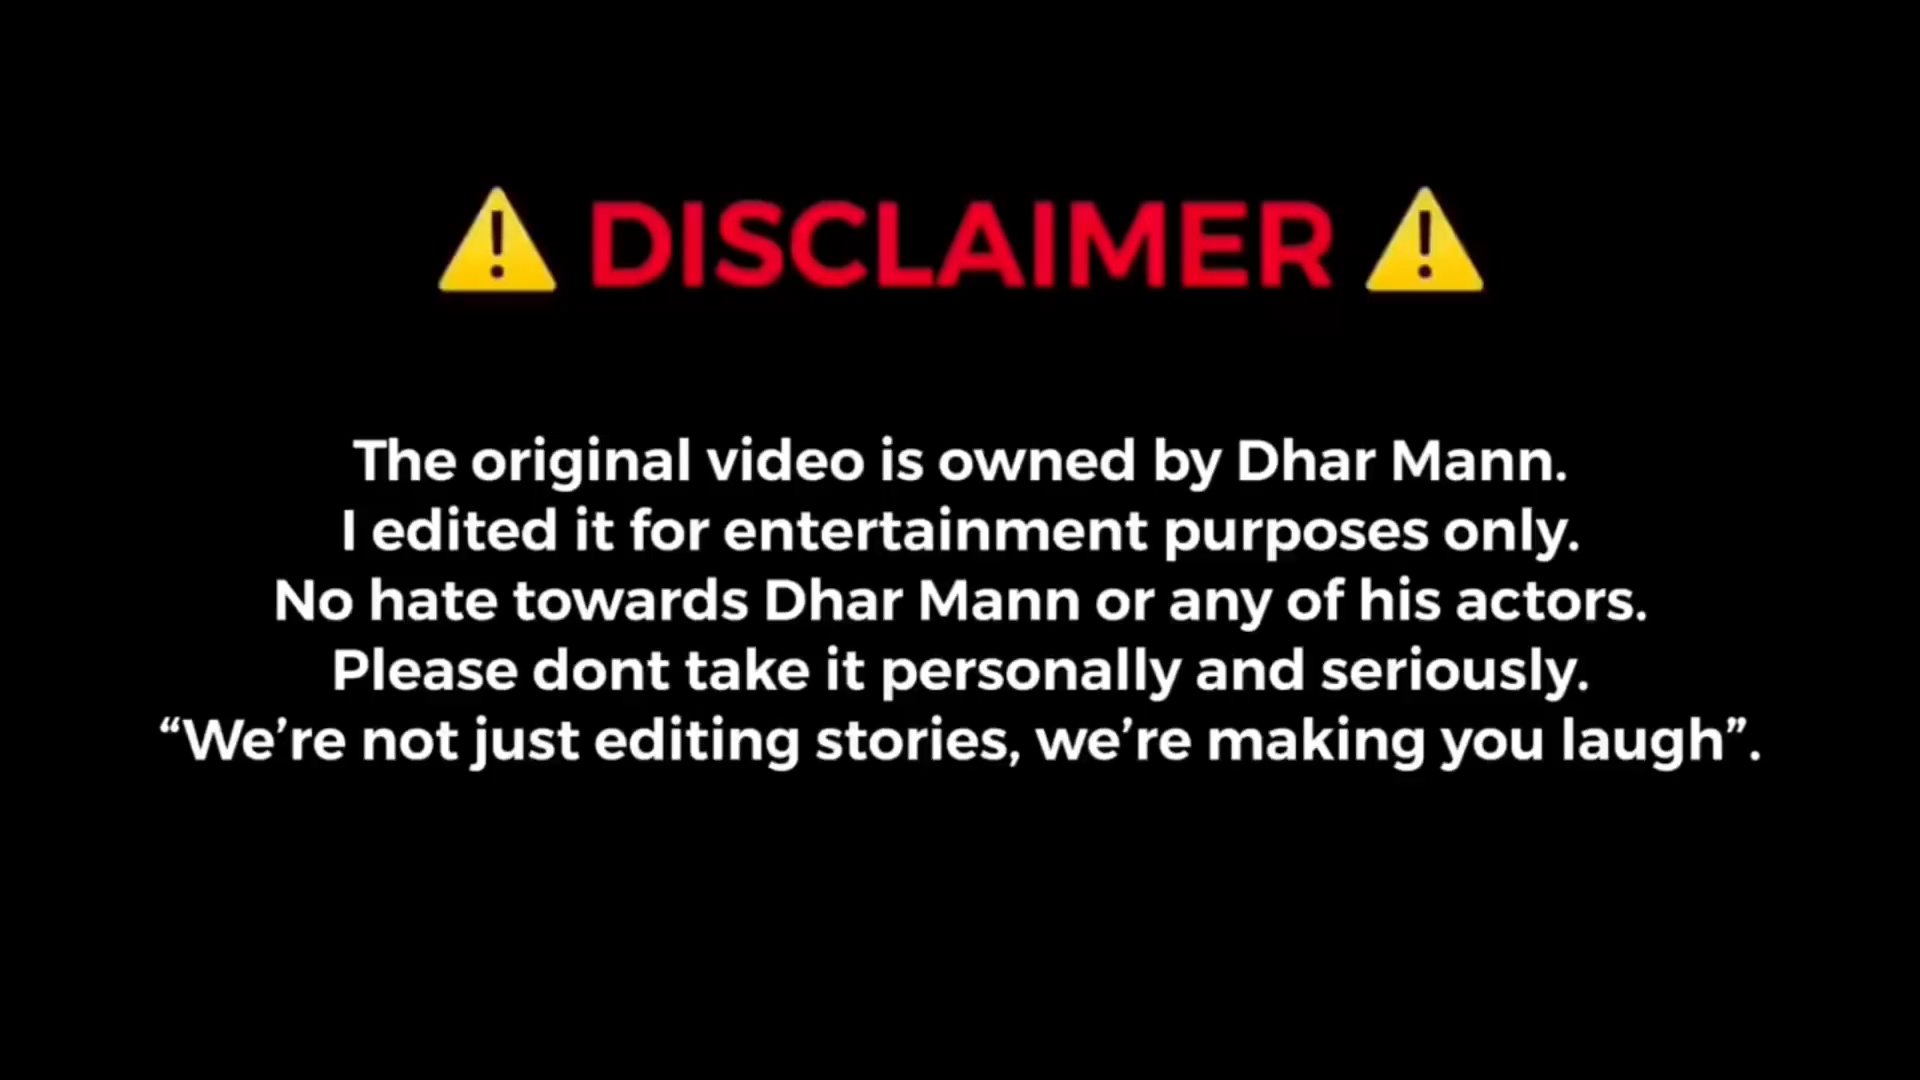 ⚠️ DISCLAIMER ⚠️
The original video is owned by Dhar Mann.
I edited it for entertainment purposes only.
No hate towards Dhar Mann or any of his actors.
Please dont take it personally and seriously.
“We’re not just editing stories, we’re making you laugh”.